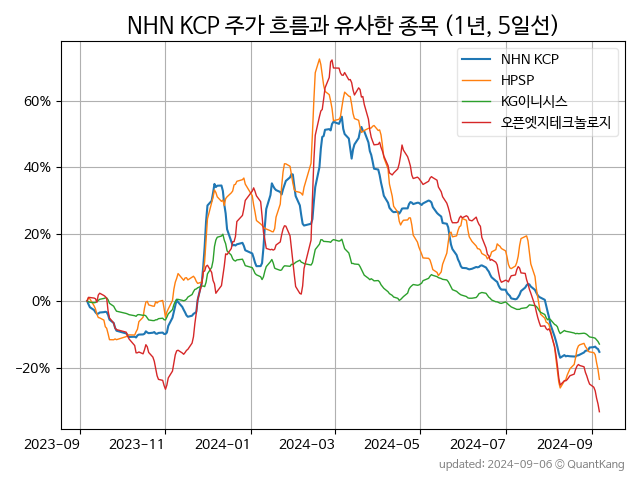 NHN KCP 주가 흐름과 유사한 종목 (1년, 5일선)
NHN KCP
HPSP
KG이니시스
오픈엣지테크놀로지
60%
40%
20%
0%
−20%
2023-09 2023-11 2024-01 2024-03 2024-05 2024-07 2024-09
updated: 2024-09-06 © QuantKang